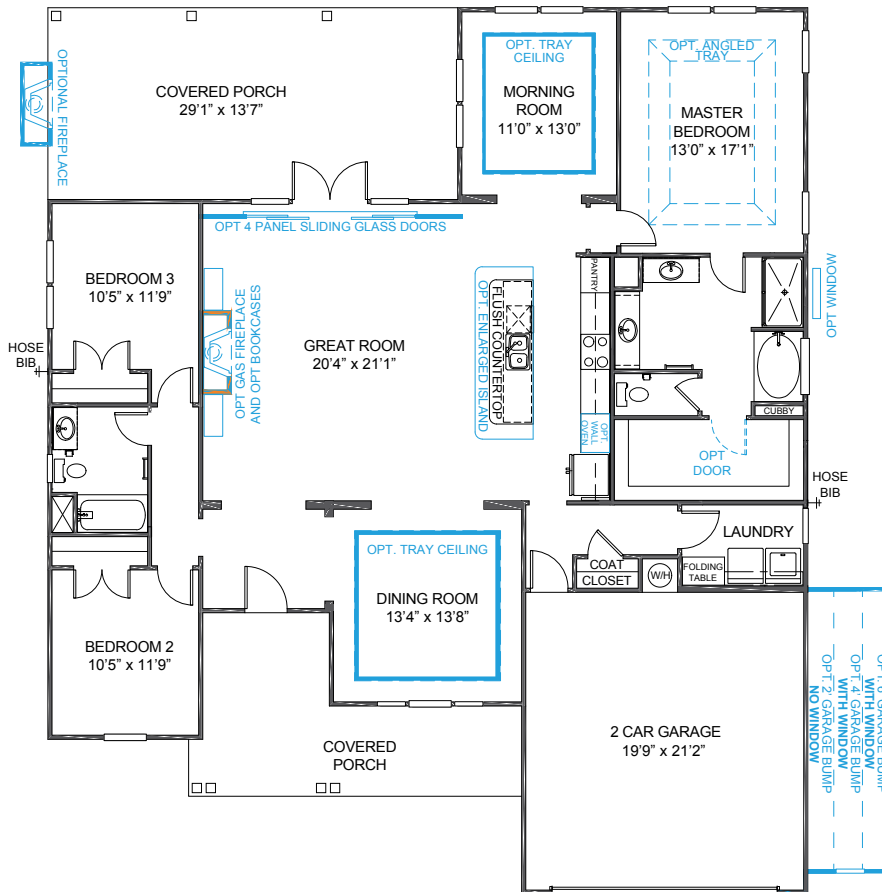 OPTIONAL FIREPLACE
COVERED PORCH
29'1" x 13'7"
OPT. TRAY
CEILING
MORNING
ROOM
11'0" x 13'0"
OPT. ANGLED
TRAY
MASTER
BEDROOM
13'0" x 17'1"
OPT 4 PANEL SLIDING GLASS DOORS
BEDROOM 3
10'5" x 11'9"
HOSE
BIB
OPT GAS FIREPLACE
AND OPT BOOKCASES
GREAT ROOM
20'4" x 21'1"
FLUSH COUNTERTOP
OPT. ENLARGED ISLAND
PANTRY
OPT.
WALL
OVEN
OPT WINDOW
CUBBY
OPT
DOOR
HOSE
BIB
LAUNDRY
COAT
CLOSET
W/H
FOLDING
TABLE
OPT. TRAY CEILING
DINING ROOM
13'4" x 13'8"
BEDROOM 2
10'5" x 11'9"
COVERED
PORCH
2 CAR GARAGE
19'9" x 21'2"
OPT. 2' GARAGE BUMP
NO WINDOW
OPT. 4' GARAGE BUMP
WITH WINDOW
GARAGE BUMP
WITH WINDOW